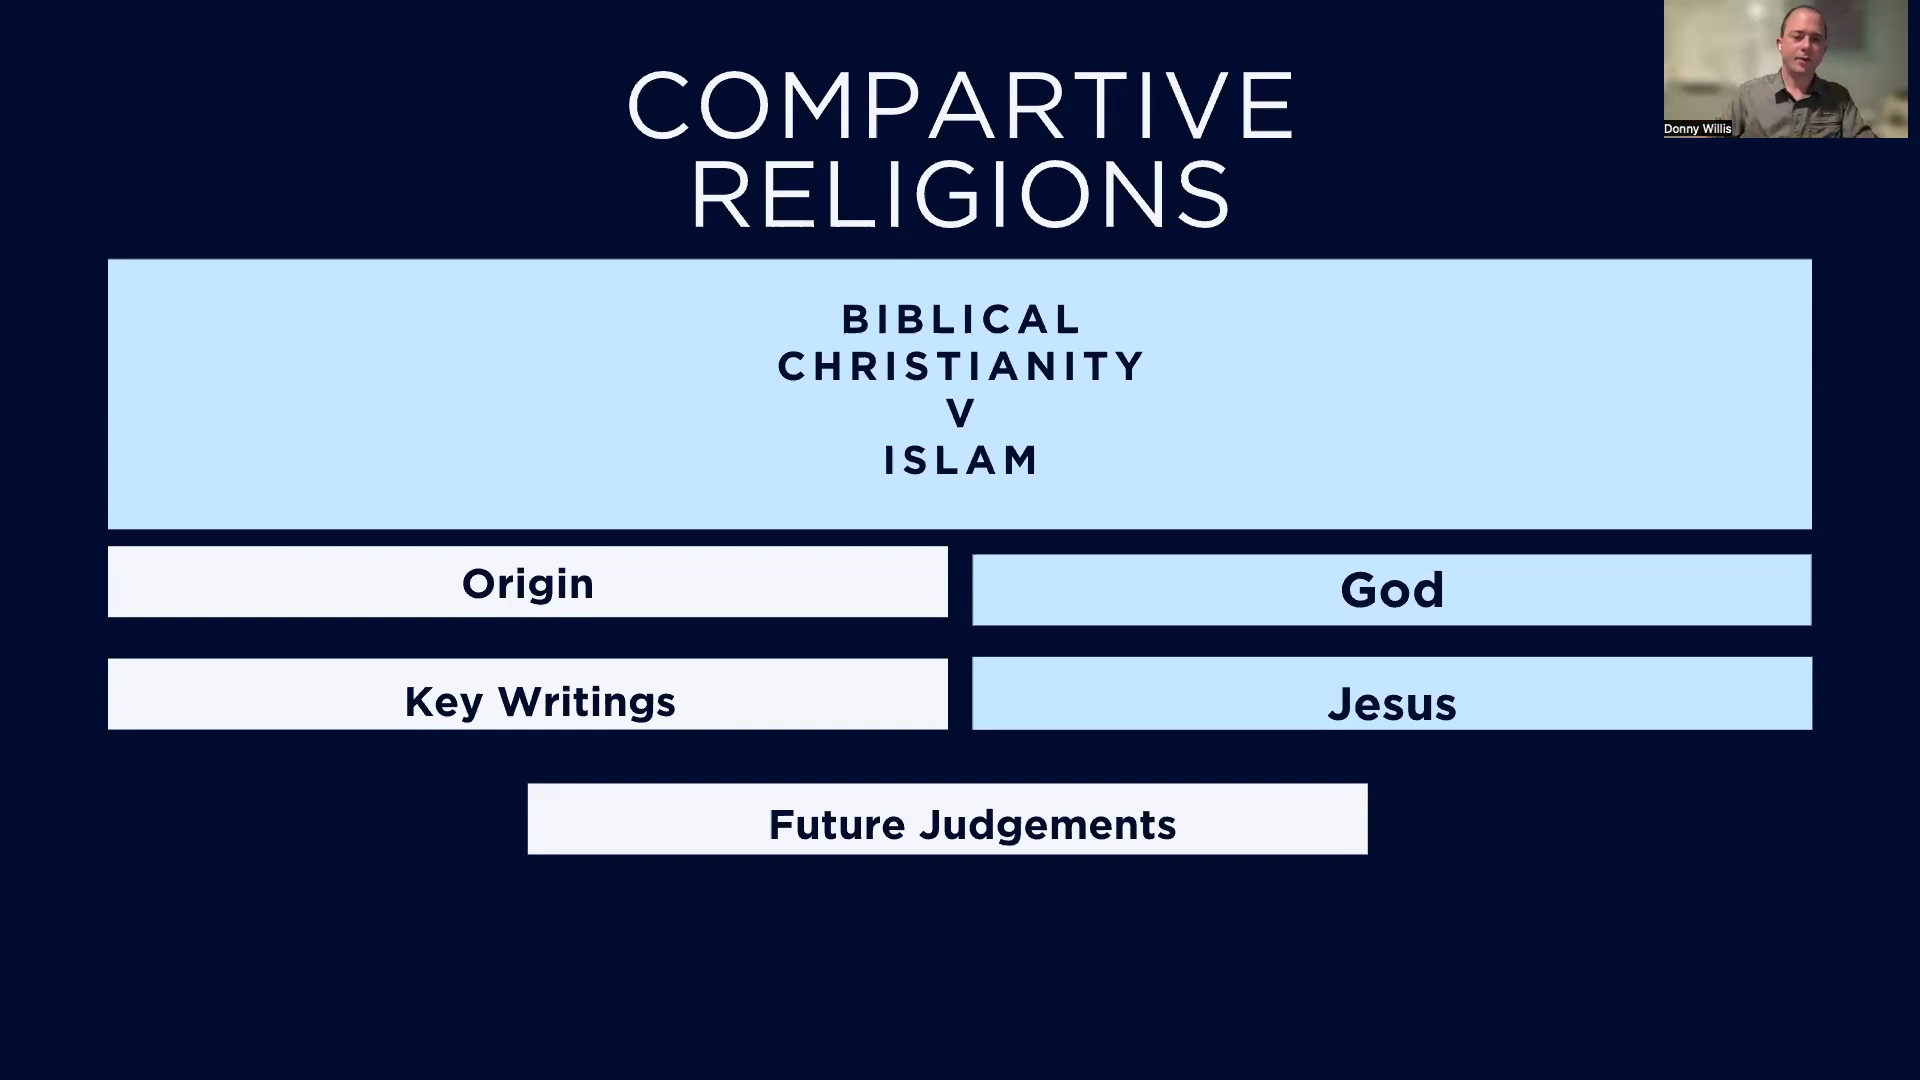 COMPARTIVE
RELIGIONS
Donny Willis
BIBLICAL
CHRISTIANITY
V
ISLAM
Origin
God
Key Writings
Jesus
Future Judgements